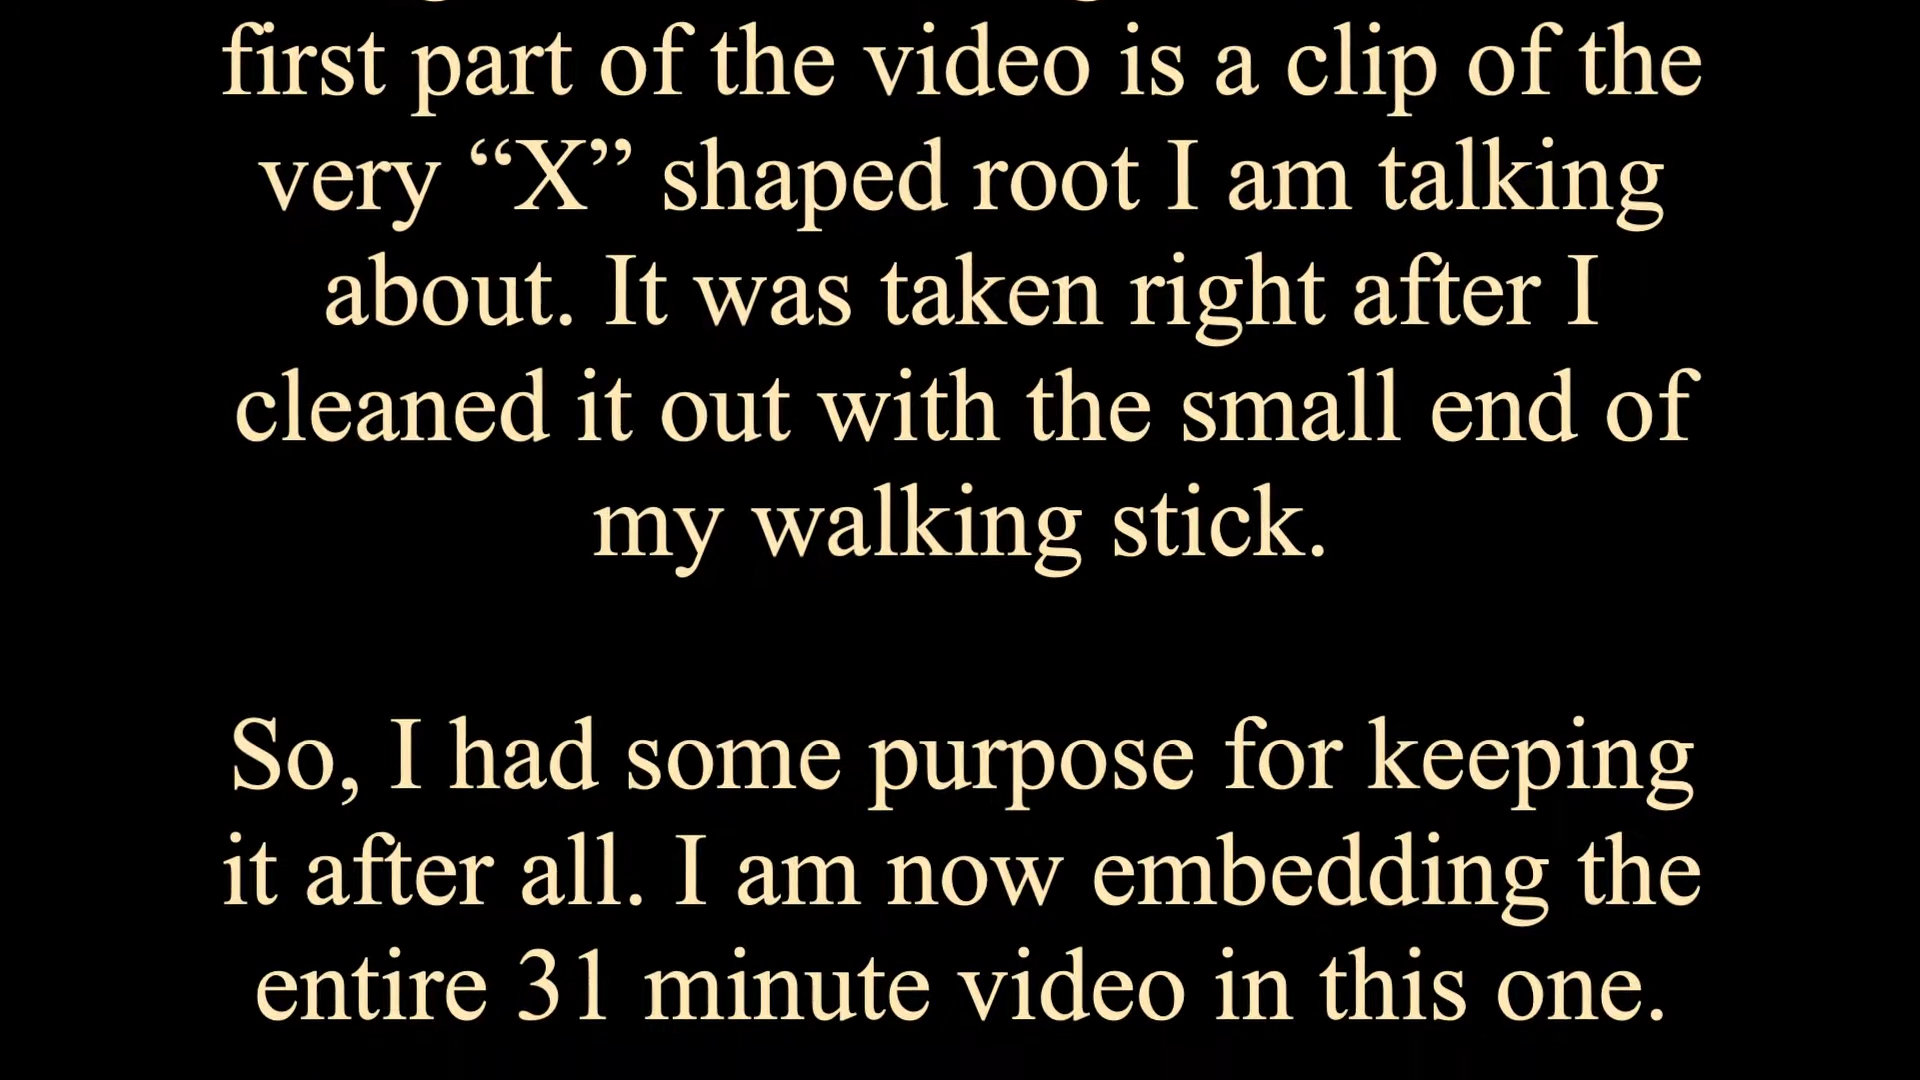 first part of the video is a clip of the
very “X” shaped root I am talking
about. It was taken right after I
cleaned it out with the small end of
my walking stick.
So, I had some purpose for keeping
it after all. I am now embedding the
entire 31 minute video in this one.